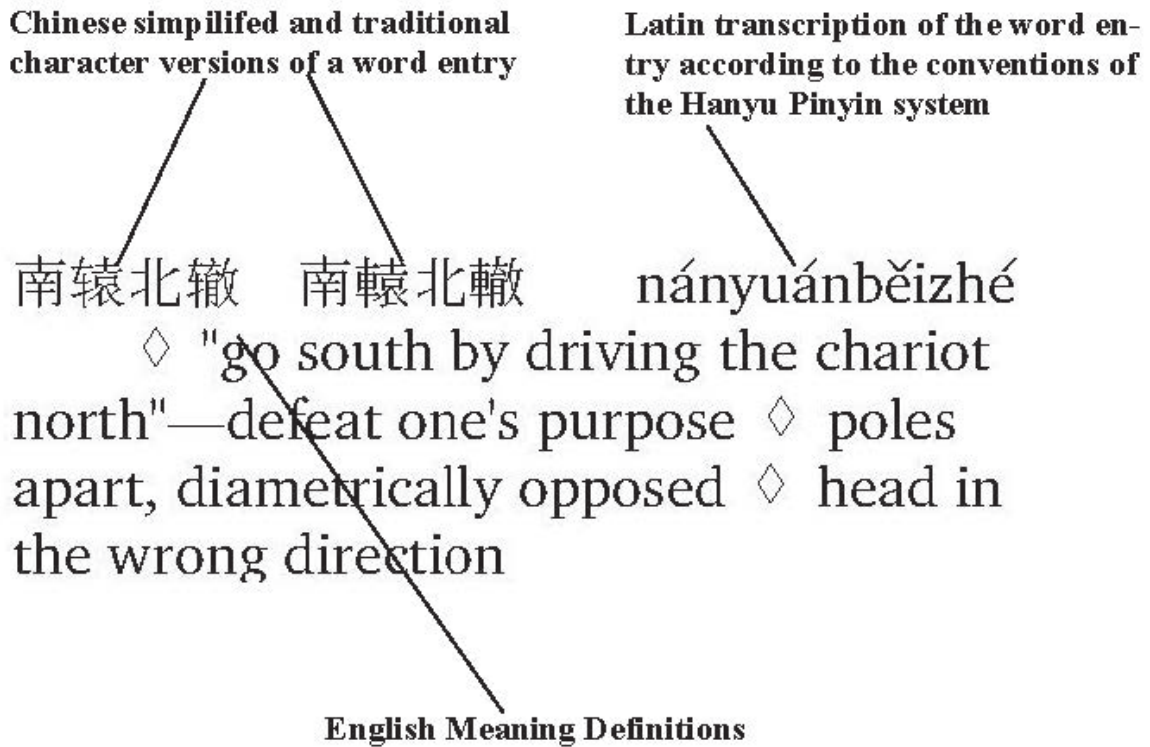 Chinese simpilifed and traditional
character versions of a word entry
Latin transcription of the word en-
try according to the conventions of
the Hanyu Pinyin system
南辕北辙 南轅北轍 nányuánběizhé
◊ "go south by driving the chariot
north"—defeat one's purpose ◊ poles
apart, diametrically opposed ◊ head in
the wrong direction
English Meaning Definitions